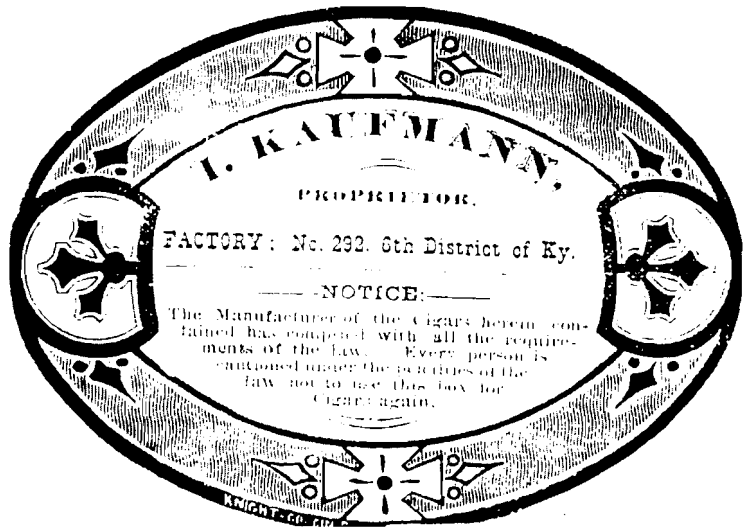 I. KAUFMANN,
PROPRIETOR.
FACTORY: No. 292. 6th District of Ky.
NOTICE:
The Manufacturer of the Cigars herein con-
tained has complied with all the require-
ments of the law. Every person is
cautioned under the penalties of the
law not to use this box for
Cigars again.
KNIGHT